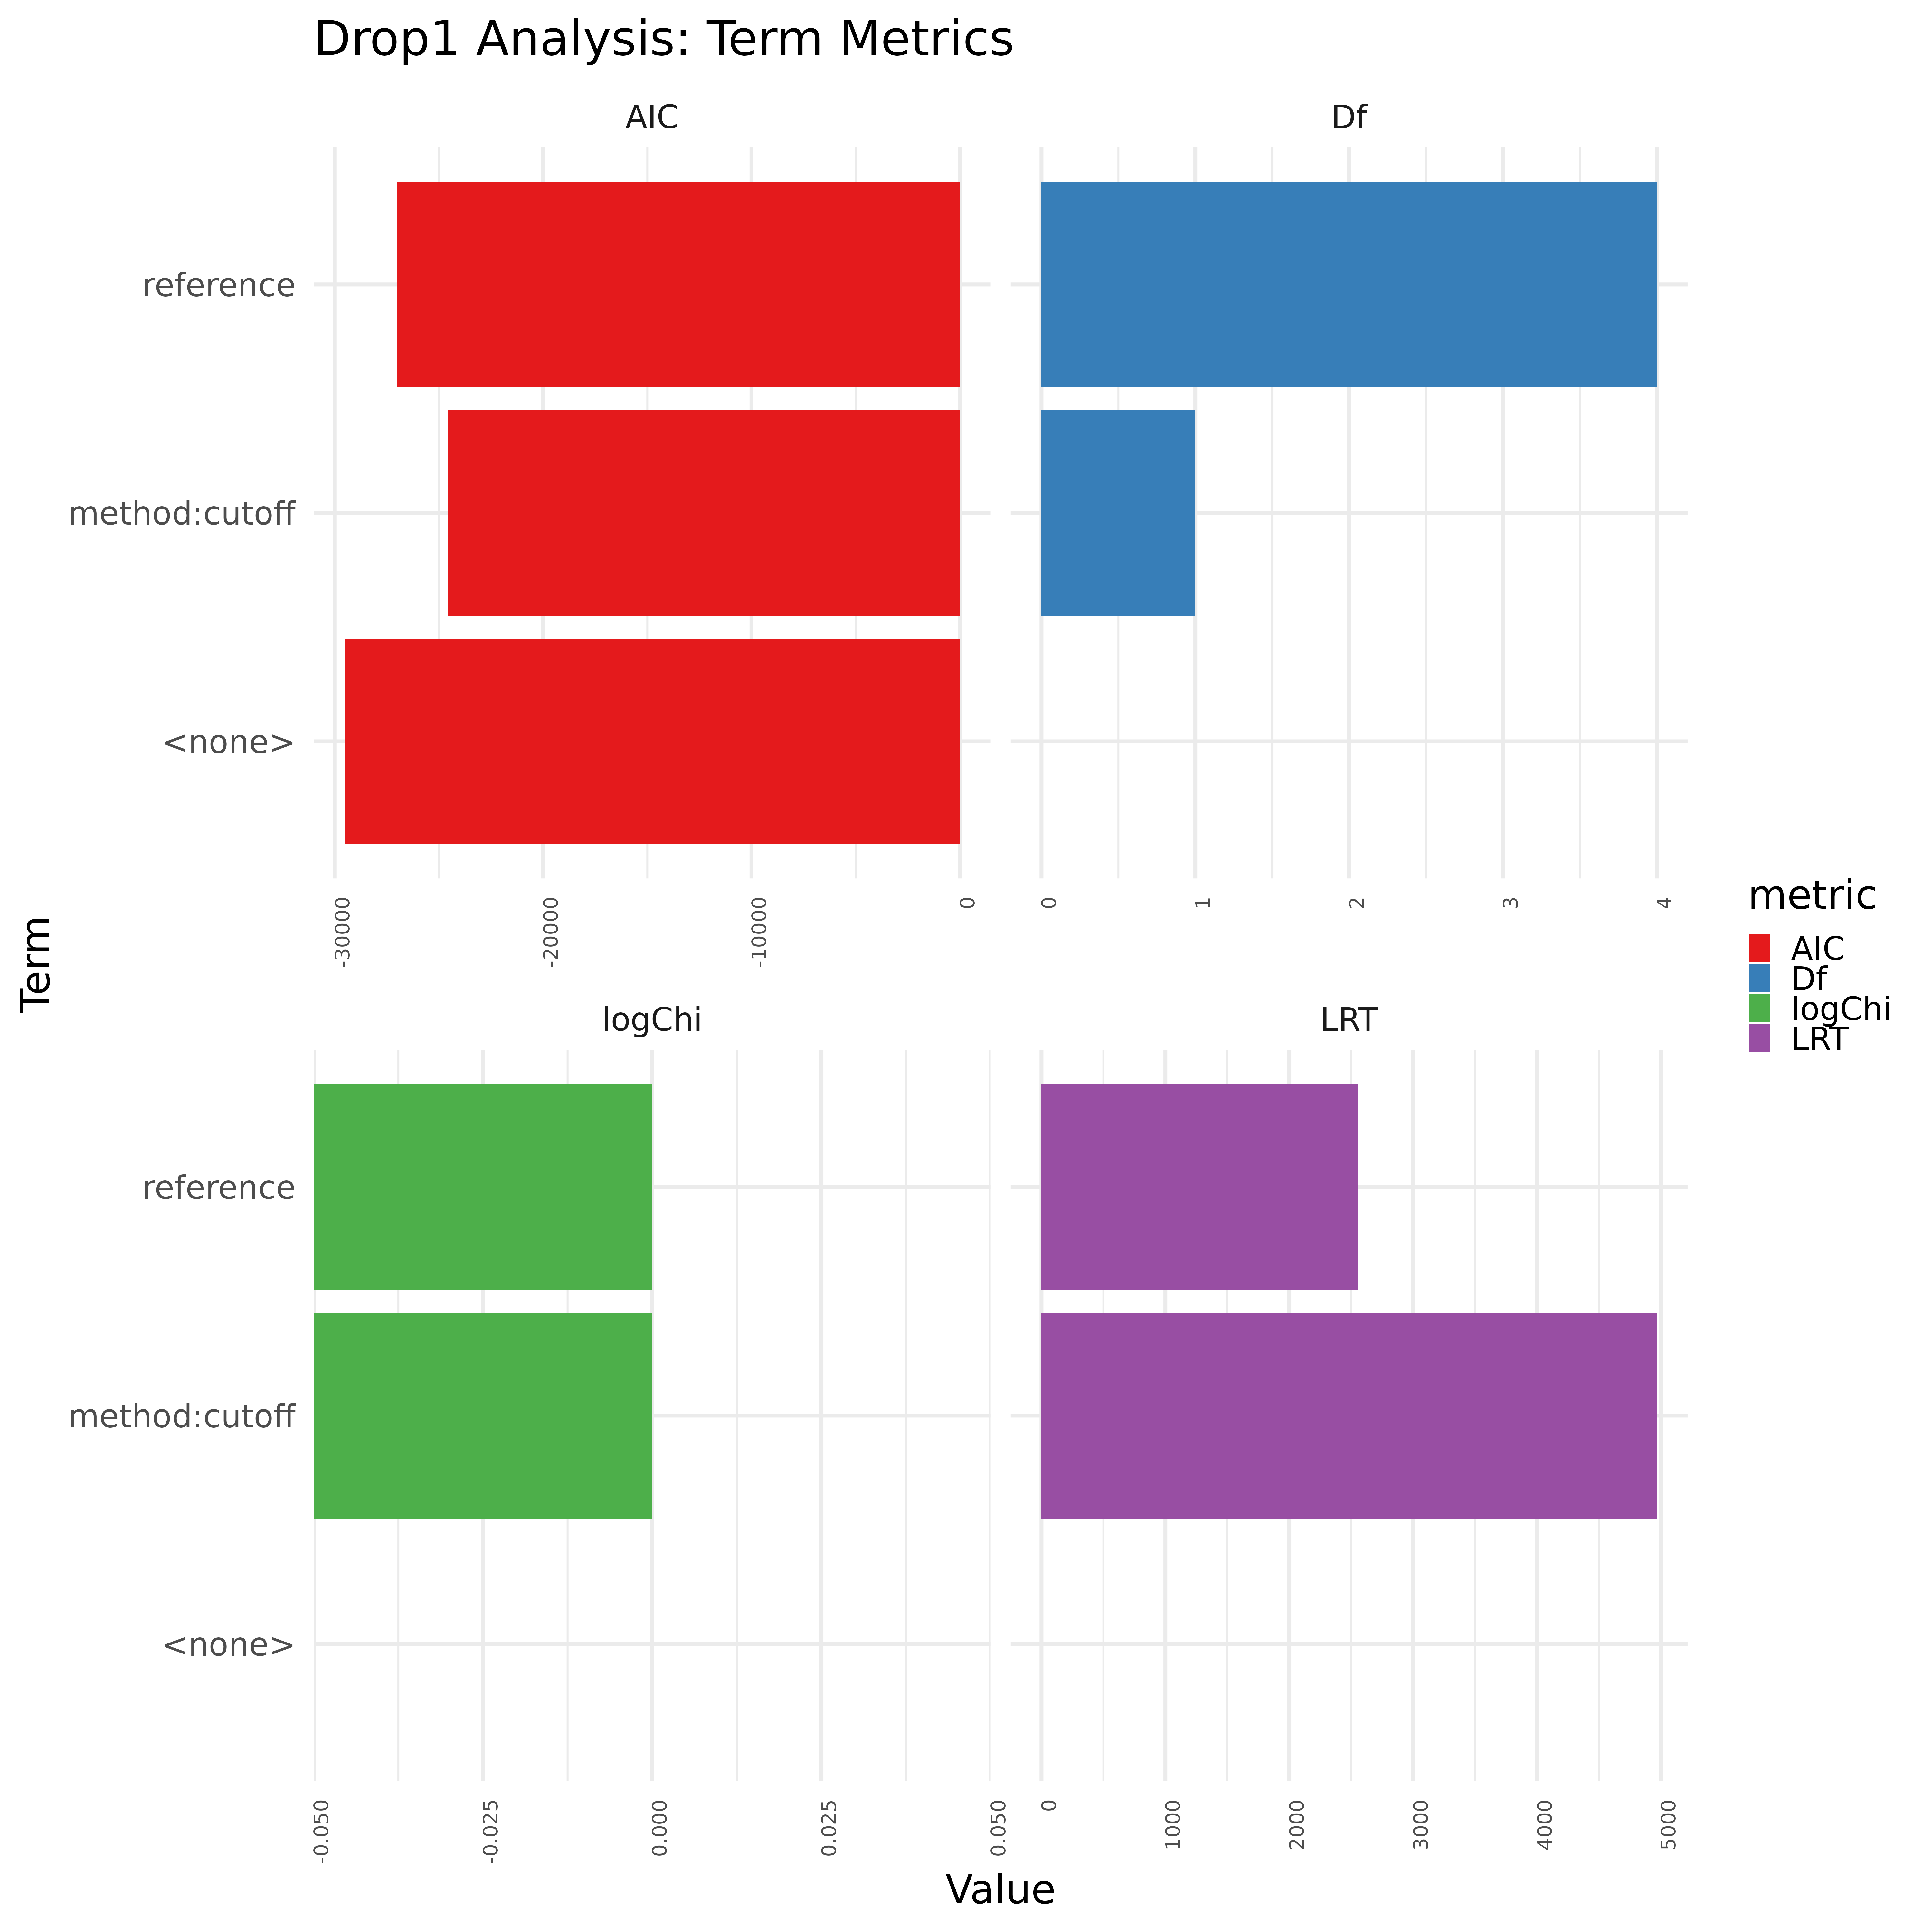 Drop1 Analysis: Term Metrics
AIC
Df
reference
method:cutoff
<none>
-30000
-20000
-10000
0
0
1
2
3
4
Term
metric
AIC
Df
logChi
LRT
logChi
LRT
reference
method:cutoff
<none>
-0.050
-0.025
0.000
0.025
0.050
0
1000
2000
3000
4000
5000
Value